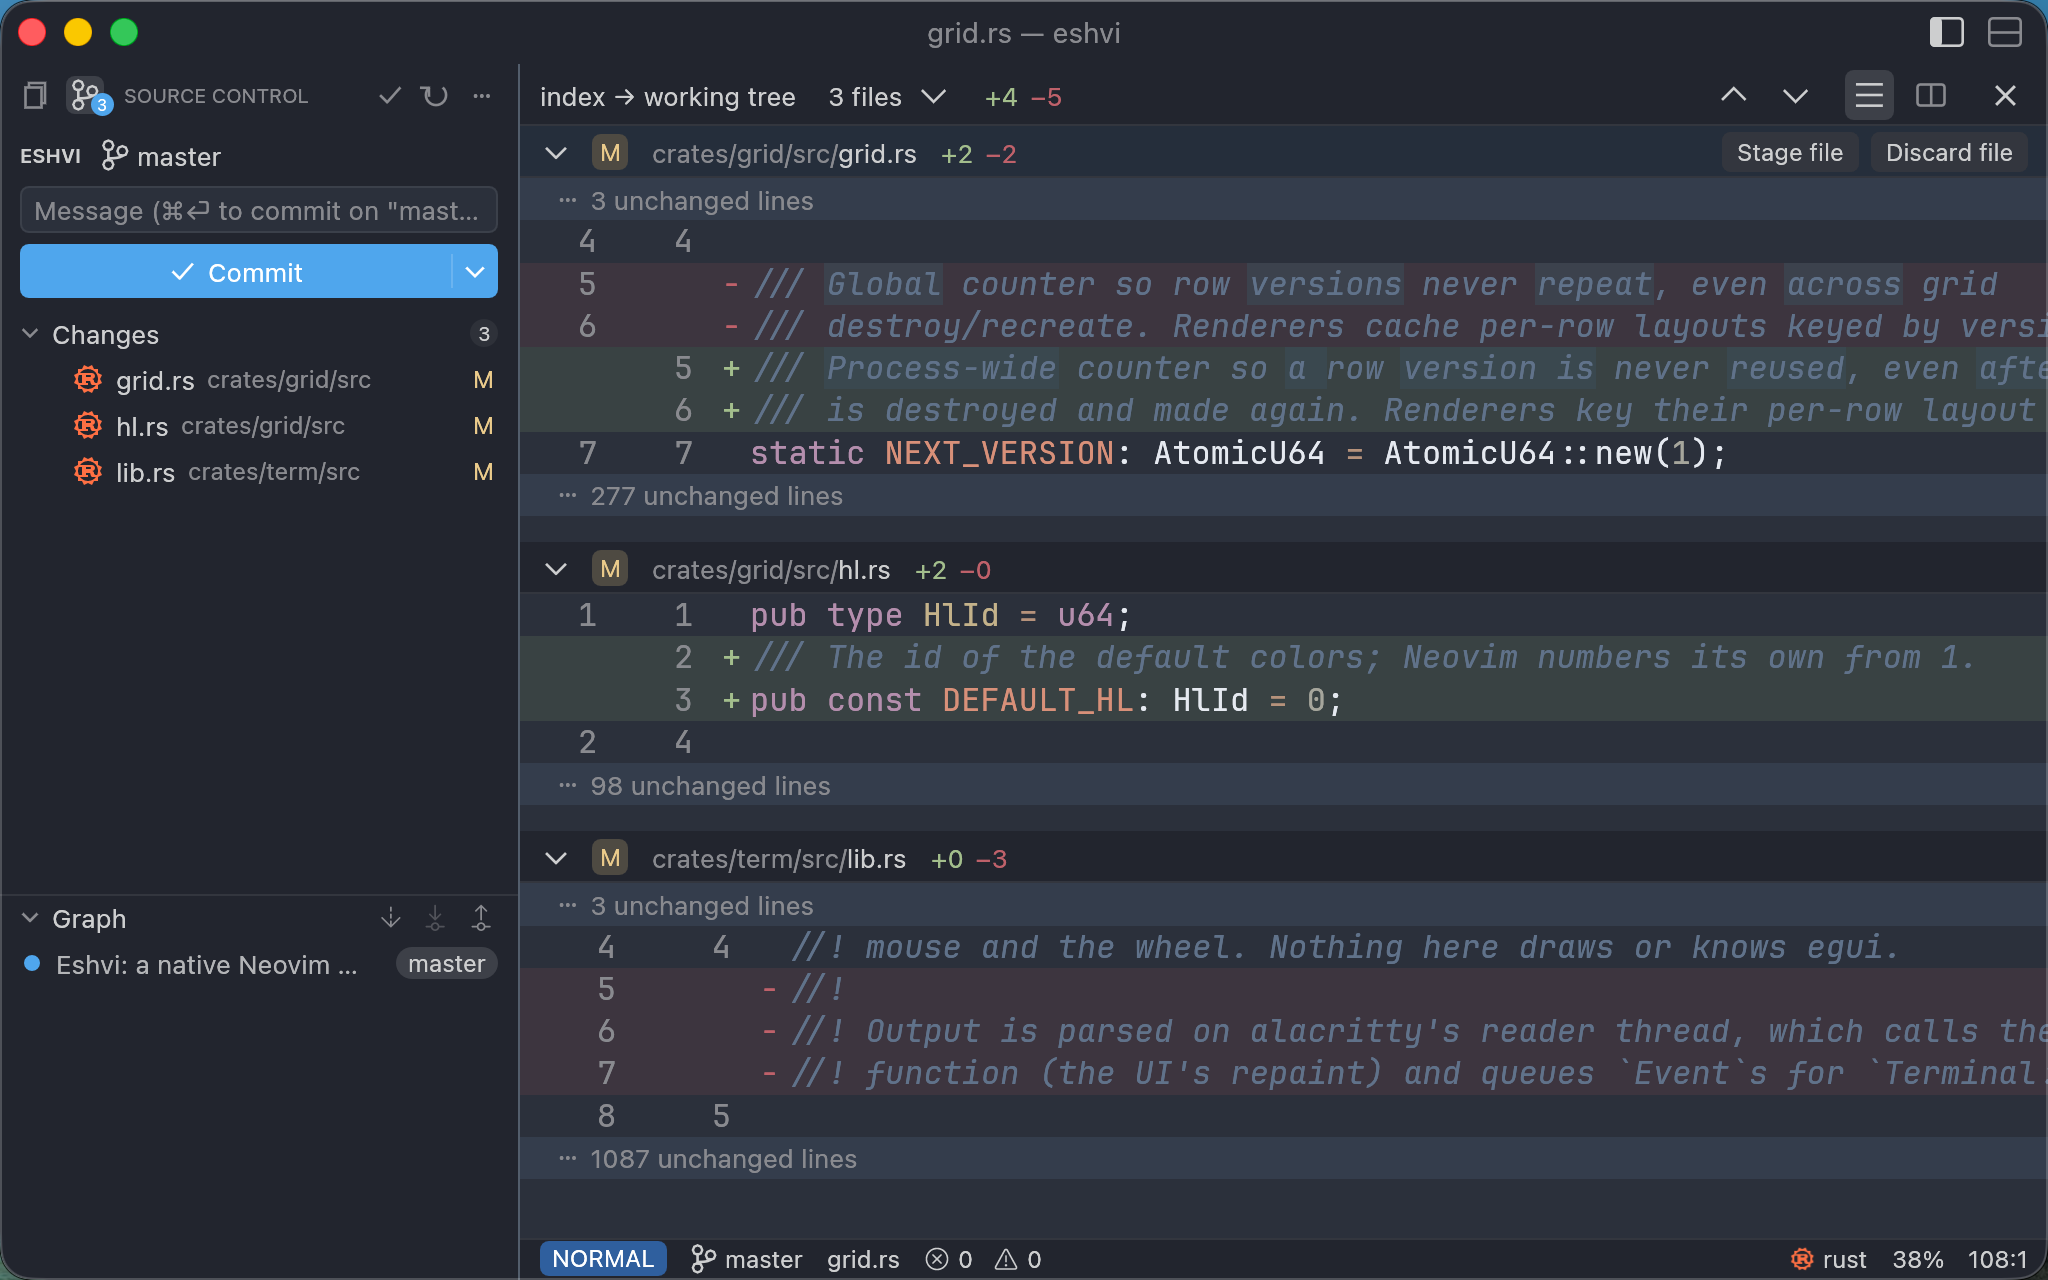 grid.rs — eshvi
3 SOURCE CONTROL
ESHVI master
Message (⌘⏎ to commit on "mast...
Commit
Changes 3
grid.rs crates/grid/src M
hl.rs crates/grid/src M
lib.rs crates/term/src M
Graph
Eshvi: a native Neovim ... master
index → working tree 3 files +4 −5
M crates/grid/src/grid.rs +2 −2 Stage file Discard file
··· 3 unchanged lines
4 4
5 - /// Global counter so row versions never repeat, even across grid
6 - /// destroy/recreate. Renderers cache per-row layouts keyed by versi
5 + /// Process-wide counter so a row version is never reused, even afte
6 + /// is destroyed and made again. Renderers key their per-row layout
7 7 static NEXT_VERSION: AtomicU64 = AtomicU64::new(1);
··· 277 unchanged lines
M crates/grid/src/hl.rs +2 −0
1 1 pub type HlId = u64;
2 + /// The id of the default colors; Neovim numbers its own from 1.
3 + pub const DEFAULT_HL: HlId = 0;
2 4
··· 98 unchanged lines
M crates/term/src/lib.rs +0 −3
··· 3 unchanged lines
4 4 //! mouse and the wheel. Nothing here draws or knows egui.
5 - //!
6 - //! Output is parsed on alacritty's reader thread, which calls the
7 - //! function (the UI's repaint) and queues `Event`s for `Terminal
8 5
··· 1087 unchanged lines
NORMAL master grid.rs 0 0 rust 38% 108:1